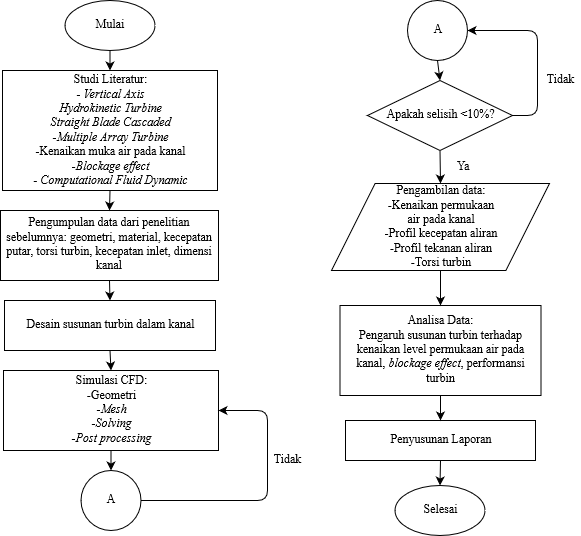 Mulai
Studi Literatur:
- Vertical Axis
Hydrokinetic Turbine
Straight Blade Cascaded
-Multiple Array Turbine
-Kenaikan muka air pada kanal
-Blockage effect
- Computational Fluid Dynamic
Pengumpulan data dari penelitian
sebelumnya: geometri, material, kecepatan
putar, torsi turbin, kecepatan inlet, dimensi
kanal
Desain susunan turbin dalam kanal
Simulasi CFD:
-Geometri
-Mesh
-Solving
-Post processing
Tidak
A
A
Tidak
Apakah selisih <10%?
Ya
Pengambilan data:
-Kenaikan permukaan
air pada kanal
-Profil kecepatan aliran
-Profil tekanan aliran
-Torsi turbin
Analisa Data:
Pengaruh susunan turbin terhadap
kenaikan level permukaan air pada
kanal, blockage effect, performansi
turbin
Penyusunan Laporan
Selesai